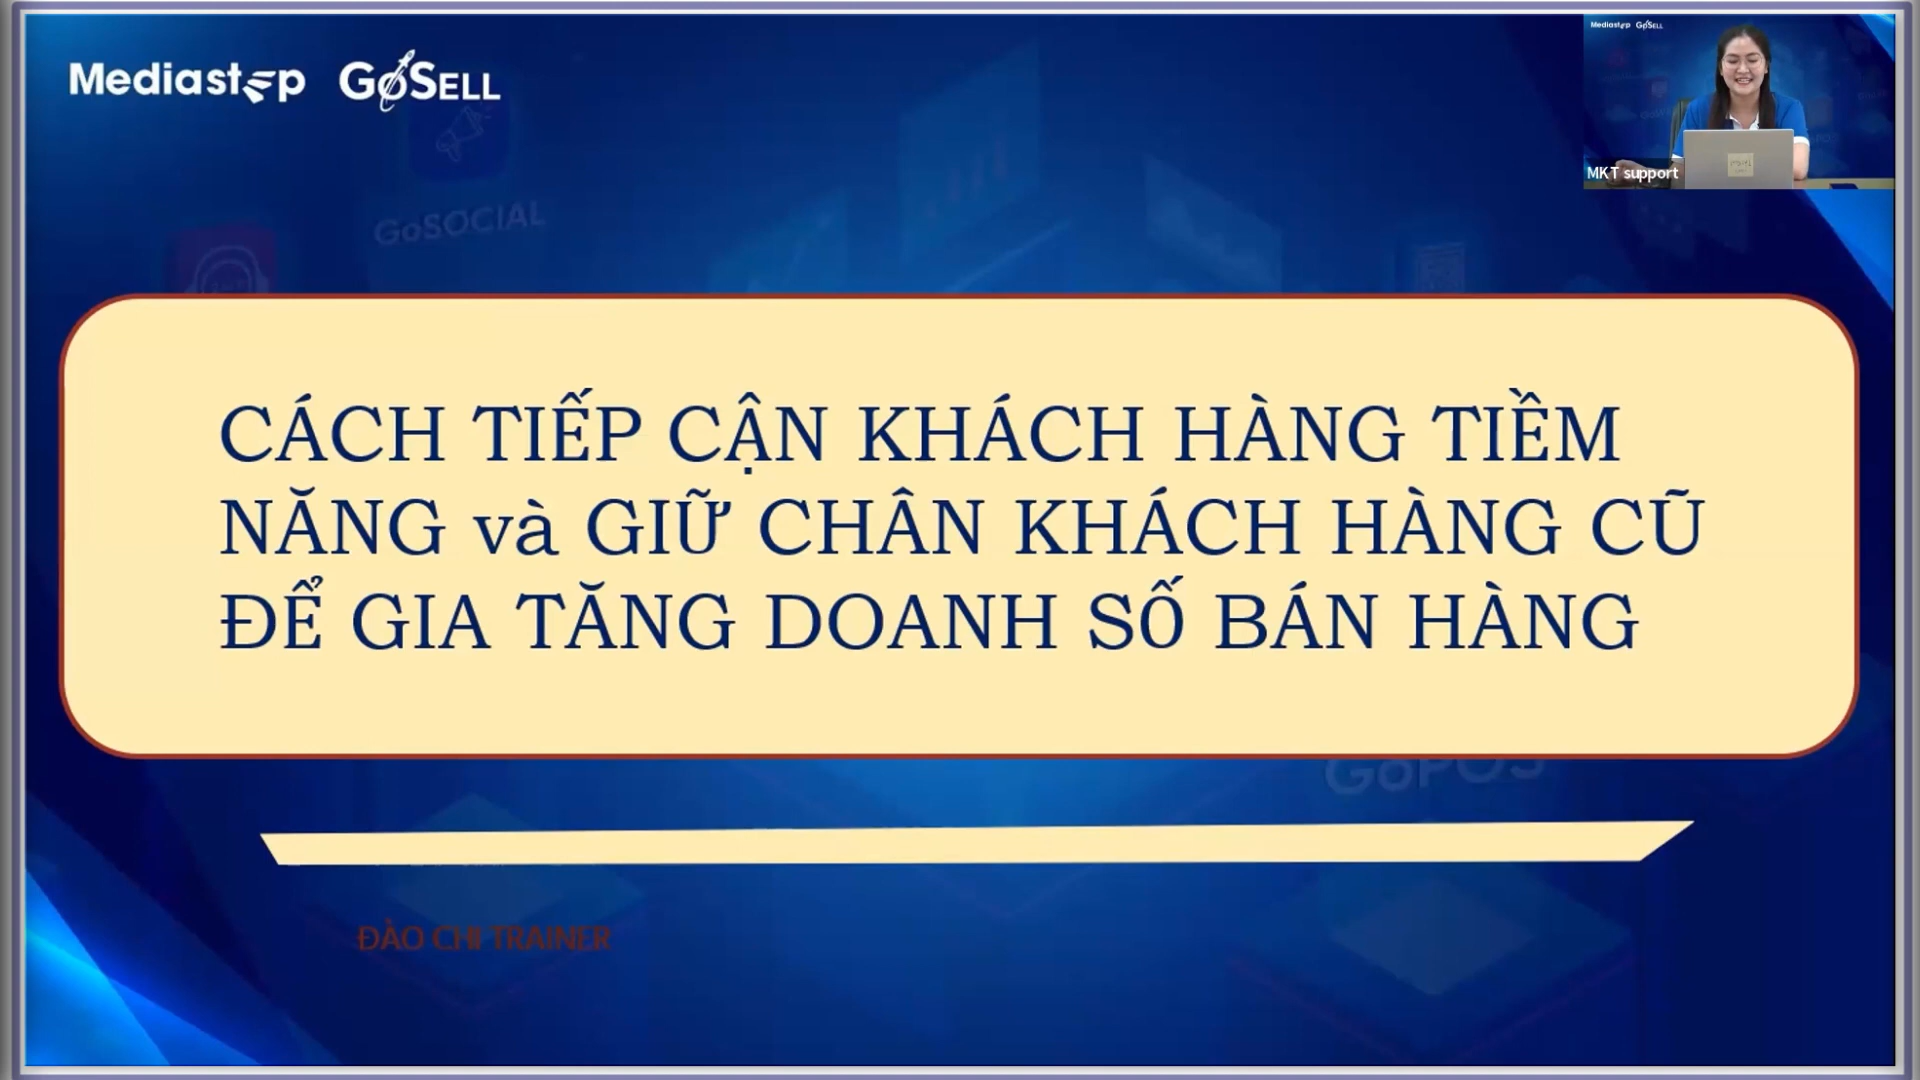 Mediastep GoSELL
Mediastep GoSELL
MKT support
GoSOCIAL
CÁCH TIẾP CẬN KHÁCH HÀNG TIỀM
NĂNG và GIỮ CHÂN KHÁCH HÀNG CŨ
ĐỂ GIA TĂNG DOANH SỐ BÁN HÀNG
GoPOS
ĐÀO CHI TRAINER